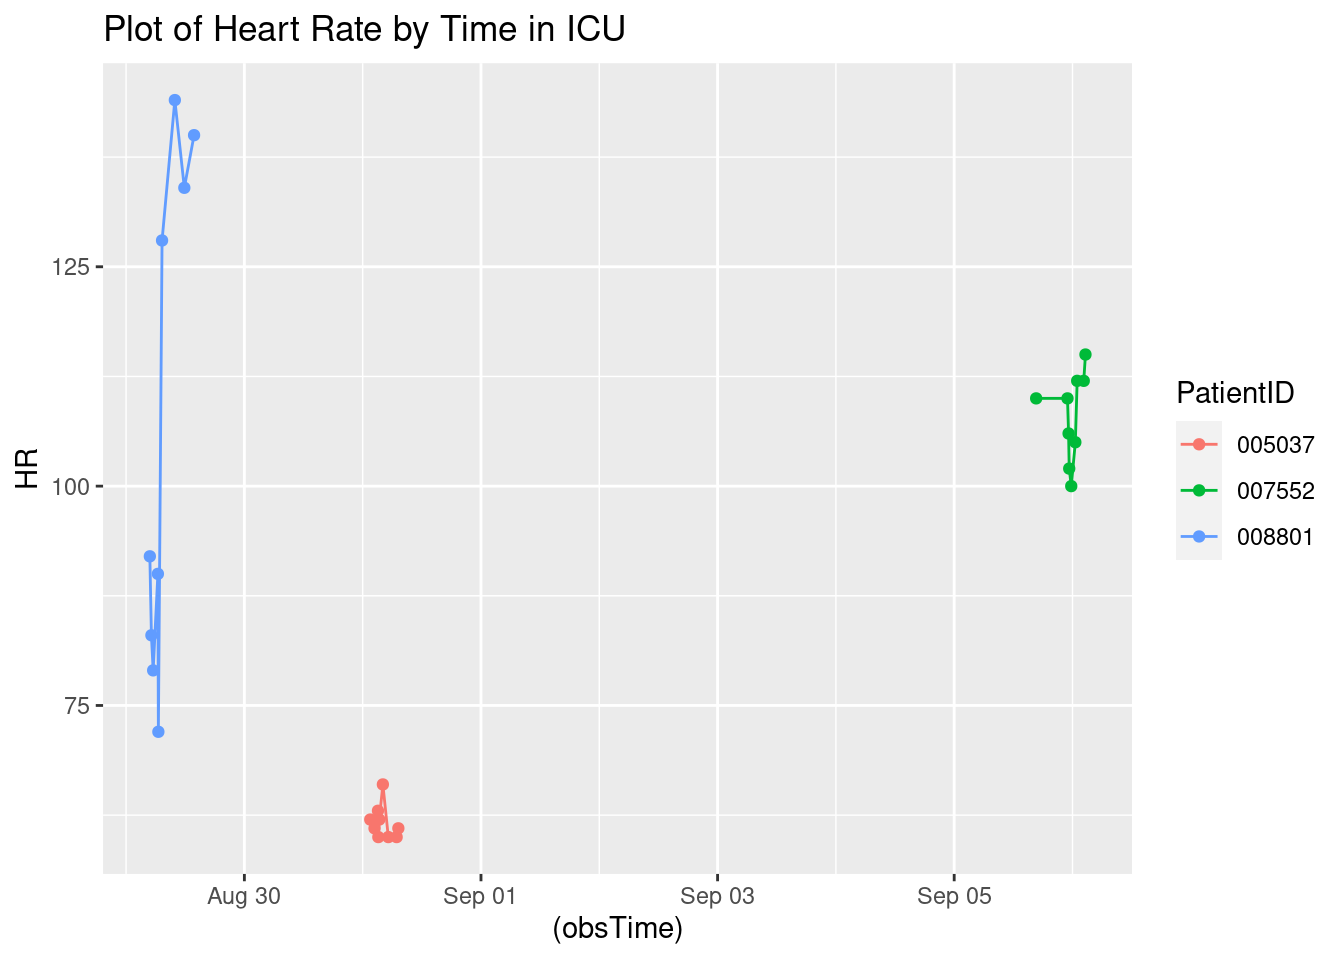 Plot of Heart Rate by Time in ICU
HR
125
100
75
Aug 30 Sep 01 Sep 03 Sep 05
(obsTime)
PatientID
005037
007552
008801